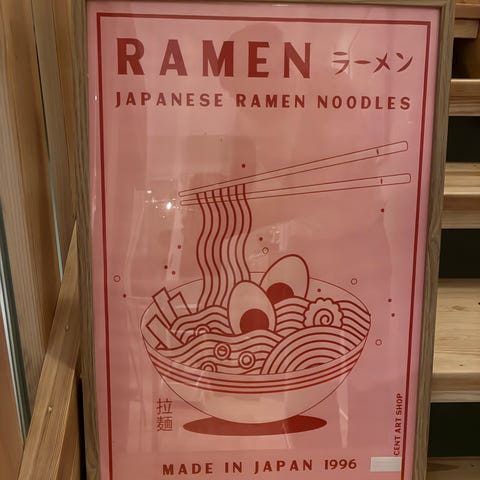 RAMEN ラーメン
JAPANESE RAMEN NOODLES
拉
麺
CENT ART SHOP
MADE IN JAPAN 1996